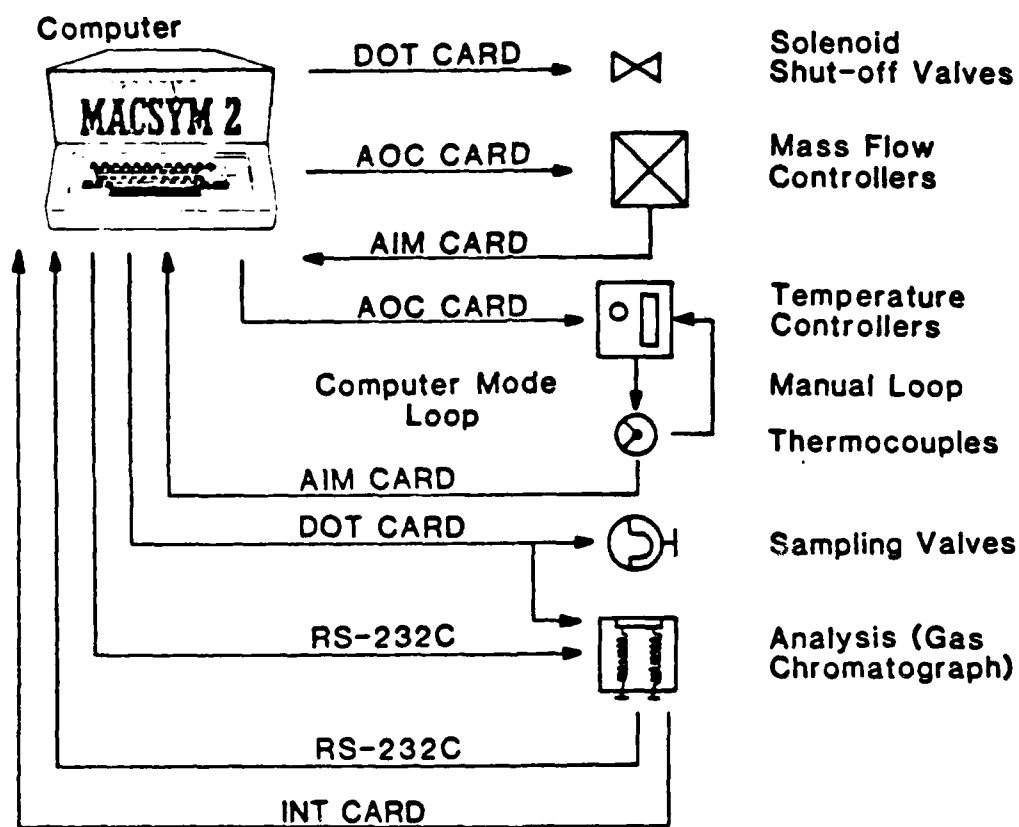 Computer
MACSYM 2
DOT CARD
Solenoid
Shut-off Valves
AOC CARD
Mass Flow
Controllers
AIM CARD
AOC CARD
Temperature
Controllers
Computer Mode
Loop
Manual Loop
Thermocouples
AIM CARD
DOT CARD
Sampling Valves
RS-232C
Analysis (Gas
Chromatograph)
RS-232C
INT CARD